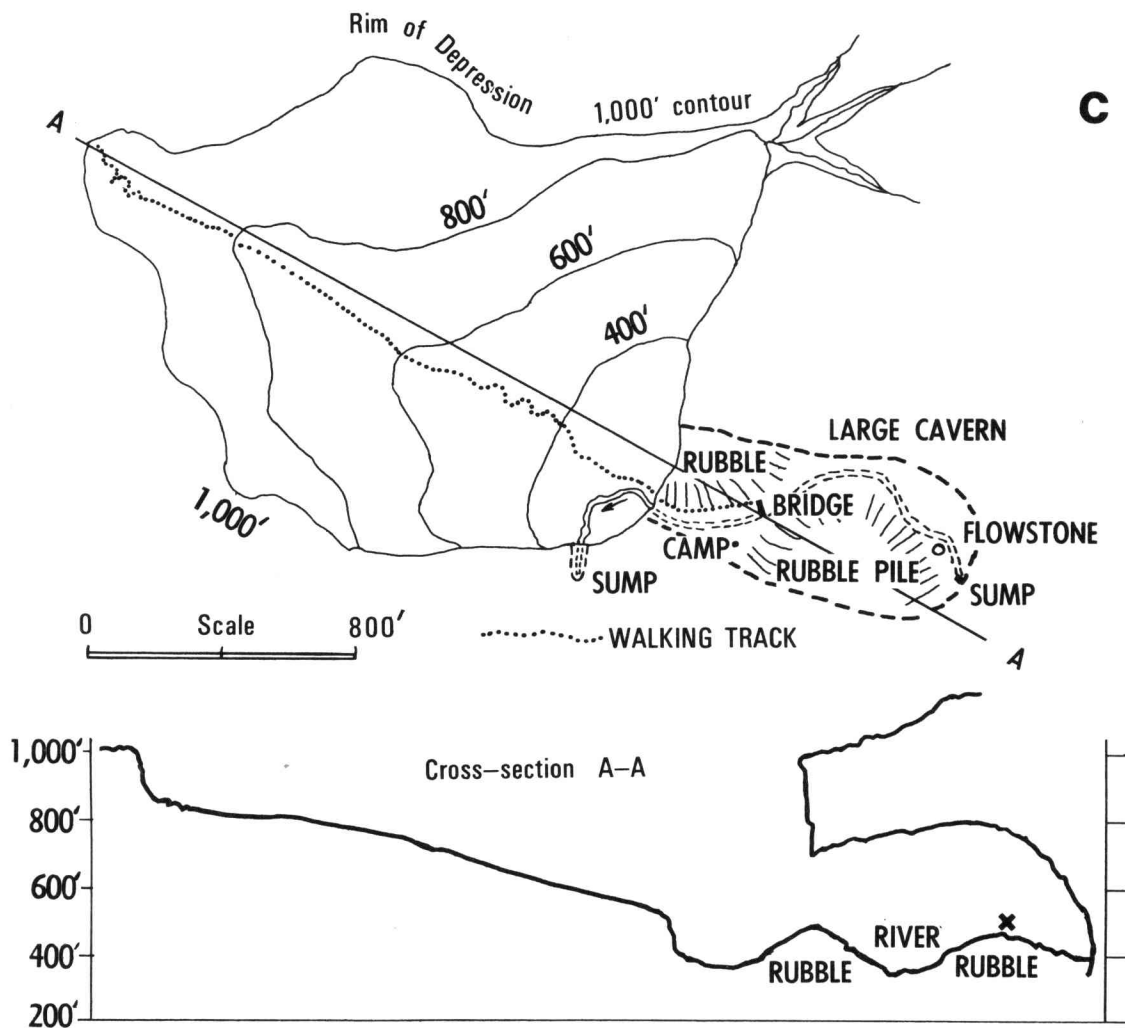 Rim of Depression
C
A
1,000' contour
800'
600'
400'
1,000'
LARGE CAVERN
RUBBLE
BRIDGE
FLOWSTONE
CAMP
RUBBLE PILE
SUMP
SUMP
0 Scale 800'
WALKING TRACK
A
1,000'
Cross-section A-A
800'
600'
RIVER
x
400'
RUBBLE
RUBBLE
200'